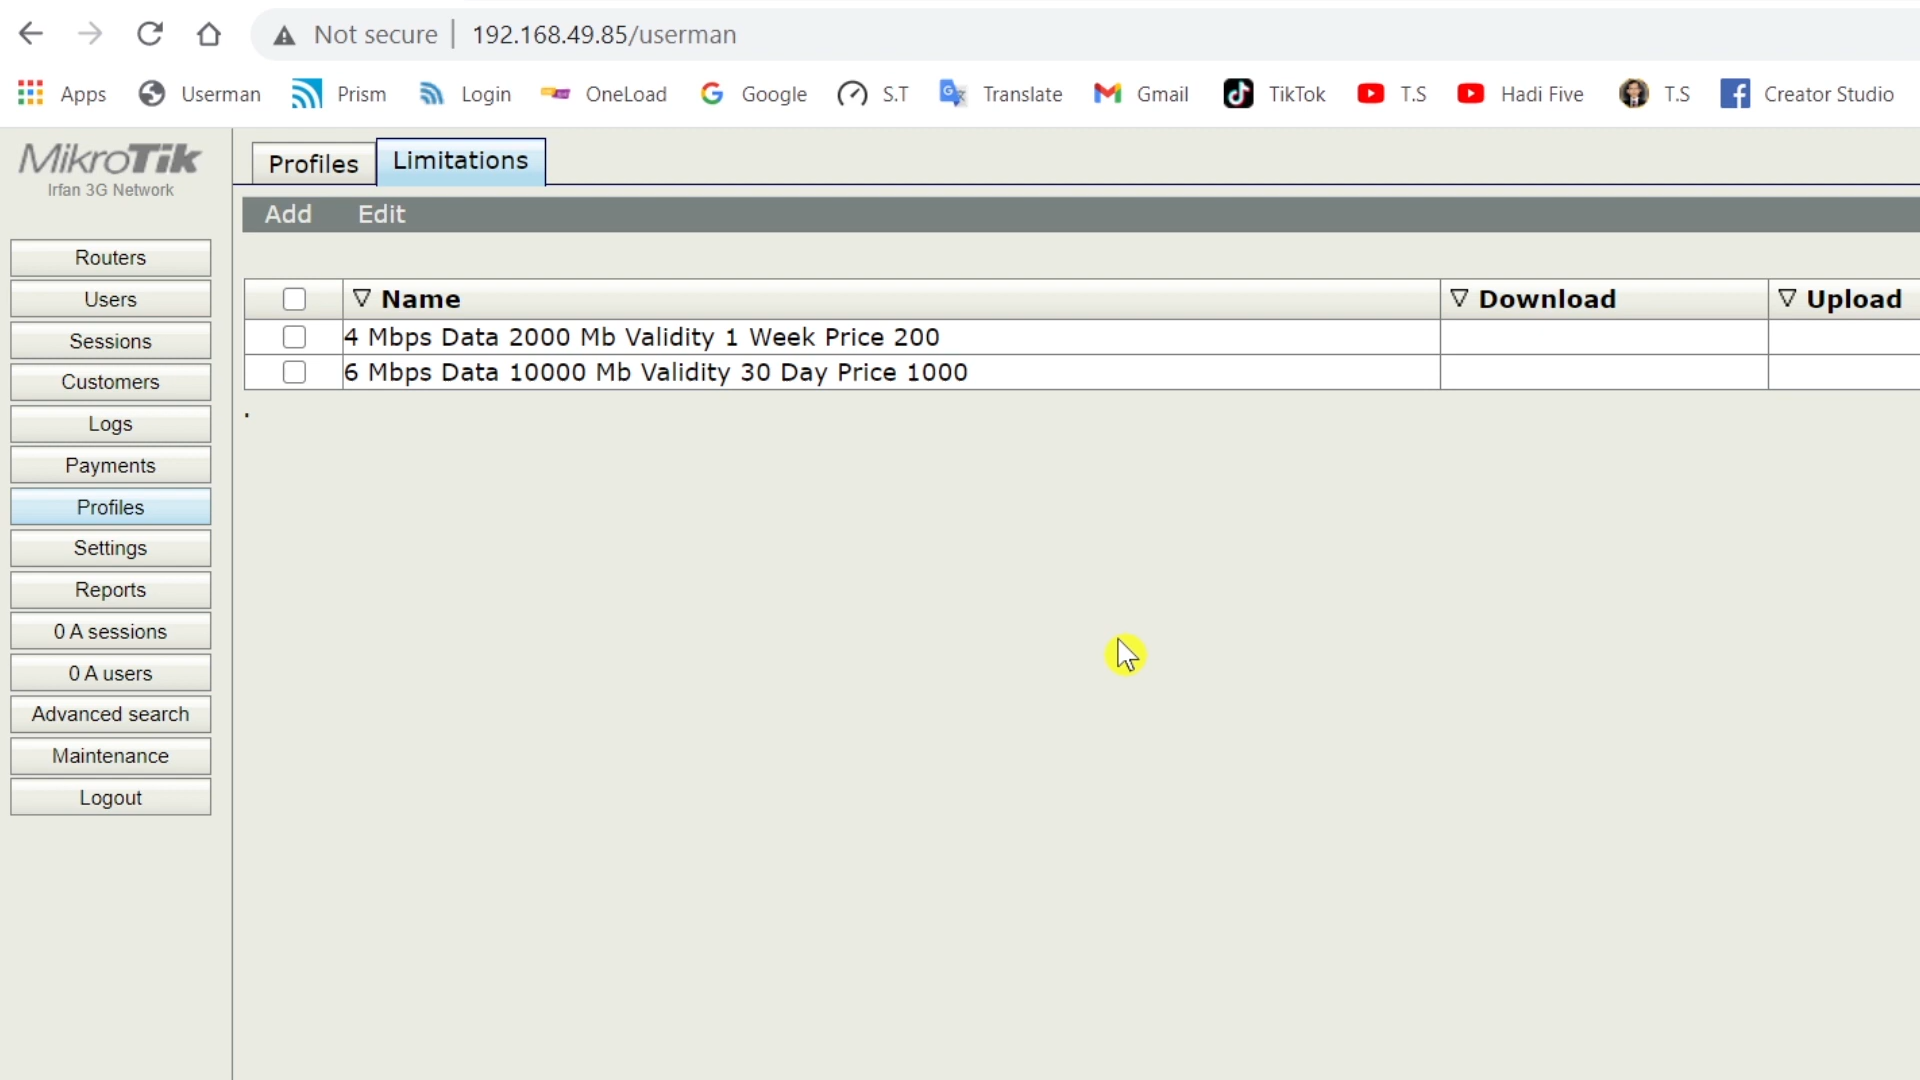 Not secure | 192.168.49.85/userman
Apps Userman Prism Login OneLoad Google S.T Translate Gmail TikTok T.S Hadi Five T.S Creator Studio
MikroTik
Irfan 3G Network
Profiles Limitations
Add Edit
Routers
Users
Sessions
Customers
Logs
Payments
Profiles
Settings
Reports
0 A sessions
0 A users
Advanced search
Maintenance
Logout
Name Download Upload
4 Mbps Data 2000 Mb Validity 1 Week Price 200
6 Mbps Data 10000 Mb Validity 30 Day Price 1000